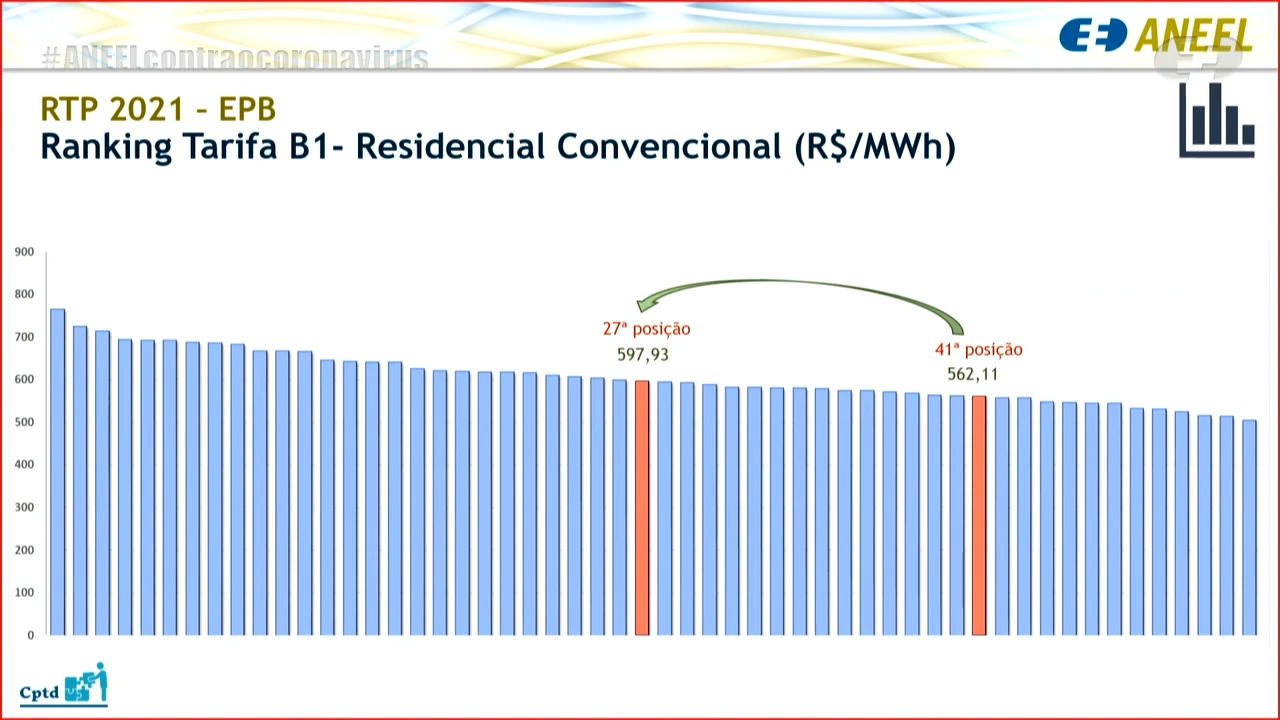 #ANEELcontraocoronavirus
ANEEL
RTP 2021 – EPB
Ranking Tarifa B1- Residencial Convencional (R$/MWh)
900
800
700
600
500
400
300
200
100
0
27ª posição
597,93
41ª posição
562,11
Cptd